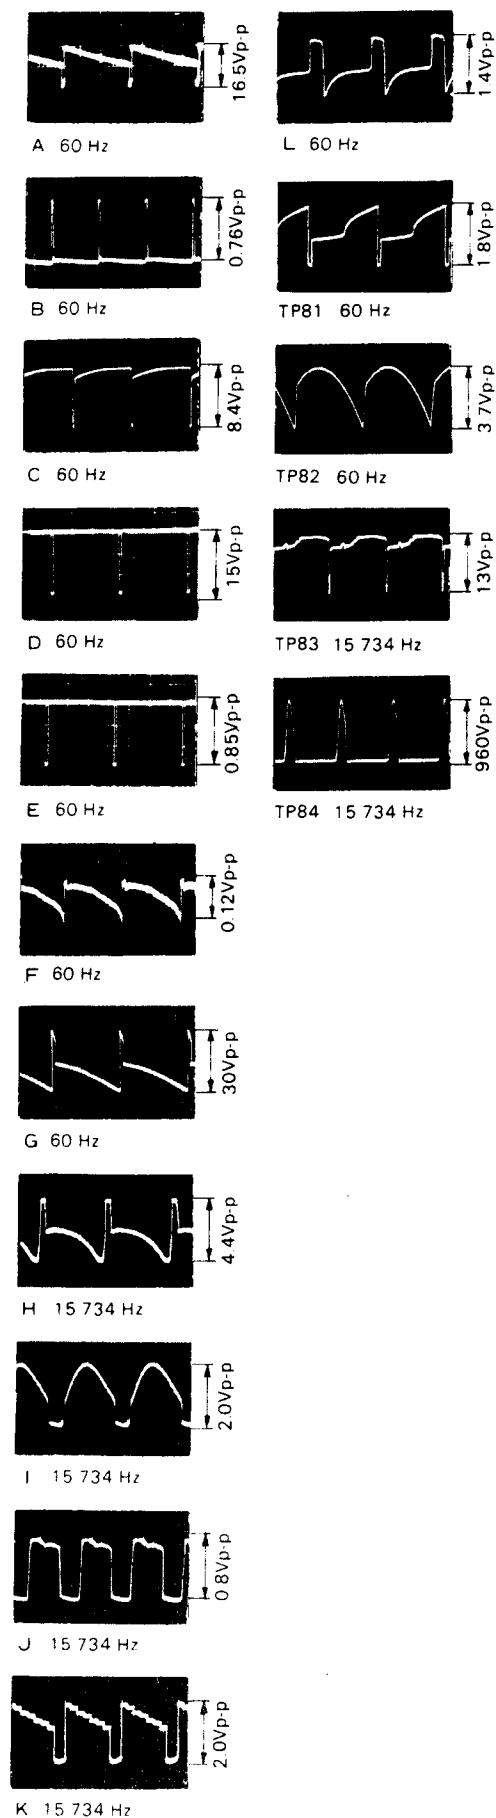 16.5Vp-p
A 60 Hz
0.76Vp-p
B 60 Hz
8.4Vp-p
C 60 Hz
15Vp-p
D 60 Hz
0.85Vp-p
E 60 Hz
0.12Vp-p
F 60 Hz
30Vp-p
G 60 Hz
4.4Vp-p
H 15 734 Hz
2.0Vp-p
I 15 734 Hz
0.8Vp-p
J 15 734 Hz
2.0Vp-p
K 15 734 Hz
1.4Vp-p
L 60 Hz
1.8Vp-p
TP81 60 Hz
3.7Vp-p
TP82 60 Hz
13Vp-p
TP83 15 734 Hz
960Vp-p
TP84 15 734 Hz